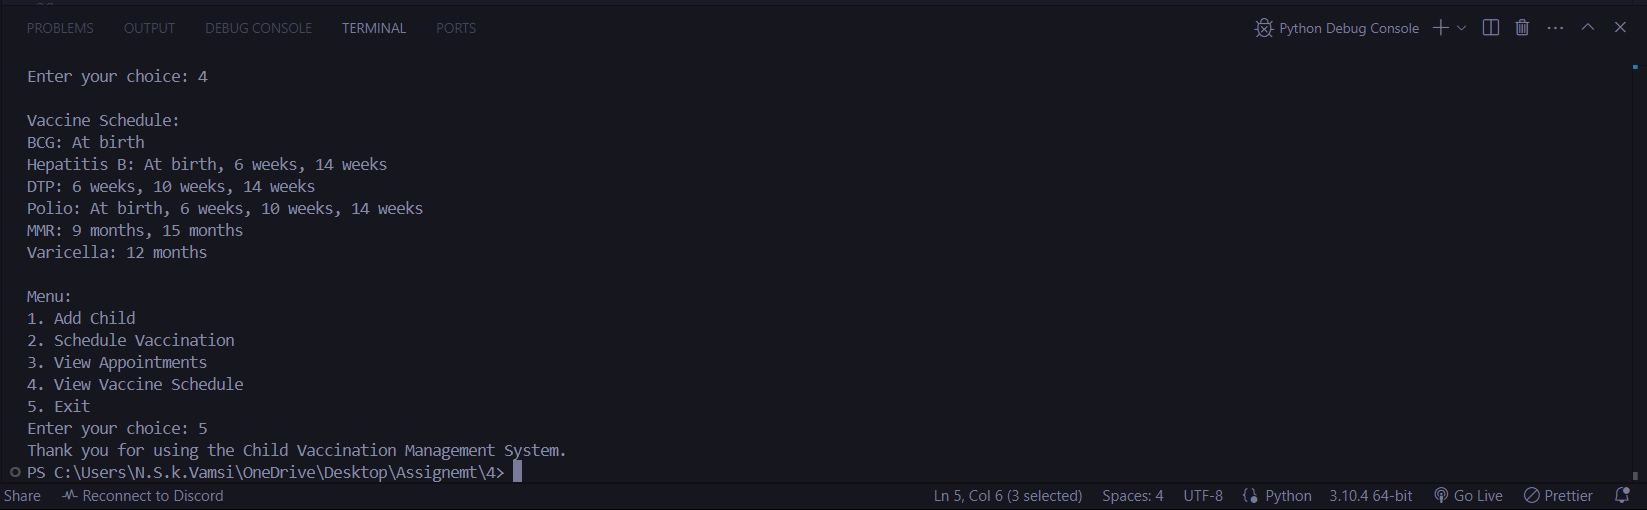 PROBLEMS OUTPUT DEBUG CONSOLE TERMINAL PORTS Python Debug Console
Enter your choice: 4
Vaccine Schedule:
BCG: At birth
Hepatitis B: At birth, 6 weeks, 14 weeks
DTP: 6 weeks, 10 weeks, 14 weeks
Polio: At birth, 6 weeks, 10 weeks, 14 weeks
MMR: 9 months, 15 months
Varicella: 12 months
Menu:
1. Add Child
2. Schedule Vaccination
3. View Appointments
4. View Vaccine Schedule
5. Exit
Enter your choice: 5
Thank you for using the Child Vaccination Management System.
PS C:\Users\N.S.k.Vamsi\OneDrive\Desktop\Assignemt\4>
Share Reconnect to Discord Ln 5, Col 6 (3 selected) Spaces: 4 UTF-8 Python 3.10.4 64-bit Go Live Prettier